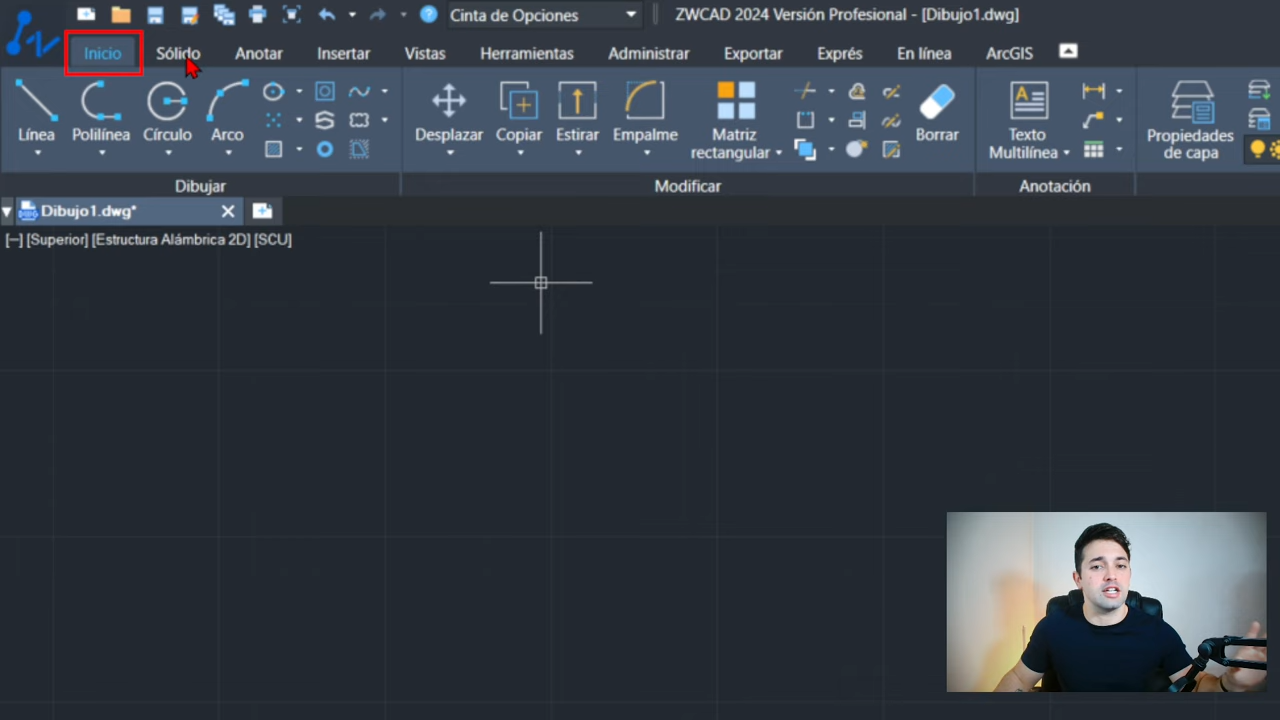 Cinta de Opciones
ZWCAD 2024 Versión Profesional - [Dibujo1.dwg]
Inicio Sólido Anotar Insertar Vistas Herramientas Administrar Exportar Exprés En línea ArcGIS
Línea Polilínea Círculo Arco
Desplazar Copiar Estirar Empalme Matriz rectangular Borrar
Texto Multilínea
Propiedades de capa
Dibujar Modificar Anotación
Dibujo1.dwg*
[−] [Superior] [Estructura Alámbrica 2D] [SCU]